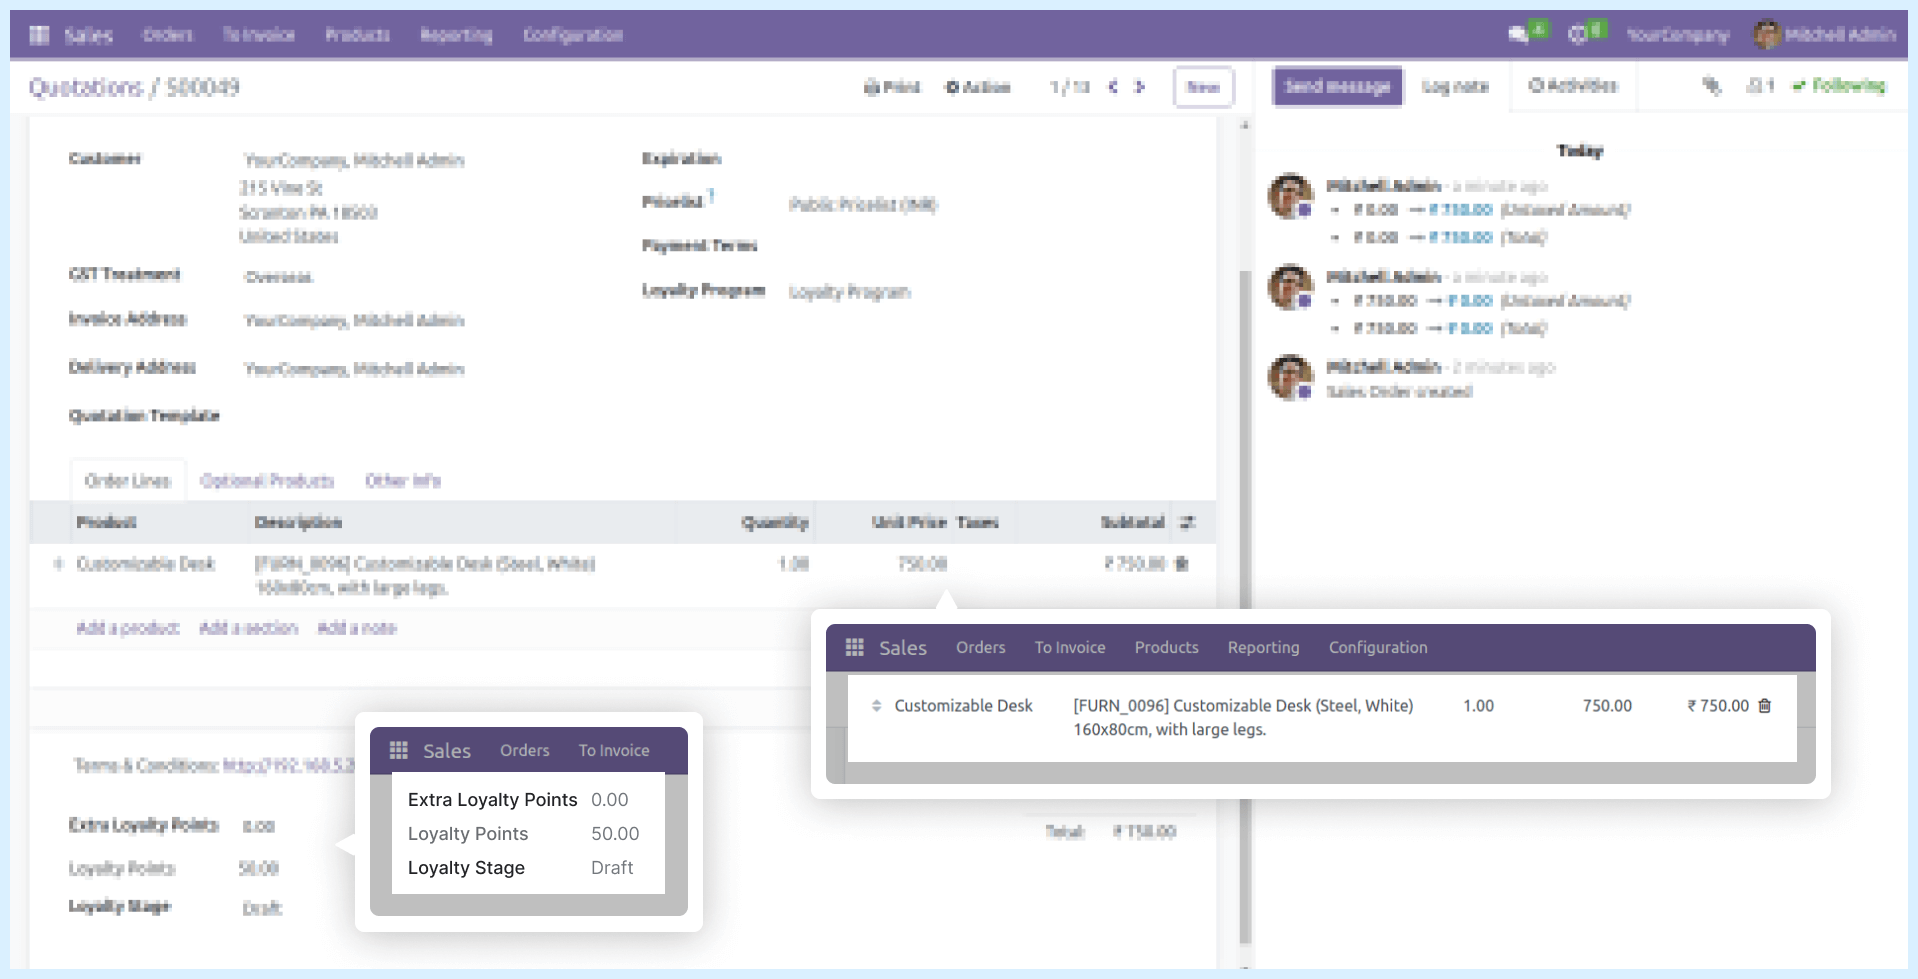 Sales Orders To Invoice Products Reporting Configuration
YourCompany Mitchell Admin
Quotations / S00049
Print Action 1 / 13 New
Send message Log note Activities 1 Following
Customer YourCompany, Mitchell Admin
215 Vine St
Scranton PA 18503
United States
GST Treatment Overseas
Invoice Address YourCompany, Mitchell Admin
Delivery Address YourCompany, Mitchell Admin
Quotation Template
Expiration
Pricelist ? Public Pricelist (INR)
Payment Terms
Loyalty Program Loyalty Program
Today
Mitchell Admin - a minute ago
₹ 0.00 → ₹ 750.00 (Untaxed Amount)
₹ 0.00 → ₹ 750.00 (Total)
Mitchell Admin - a minute ago
₹ 750.00 → ₹ 0.00 (Untaxed Amount)
₹ 750.00 → ₹ 0.00 (Total)
Mitchell Admin - 2 minutes ago
Sales Order created
Order Lines Optional Products Other Info
Product Description Quantity Unit Price Taxes Subtotal
Customizable Desk [FURN_0096] Customizable Desk (Steel, White) 1.00 750.00 ₹ 750.00
160x80cm, with large legs.
Add a product Add a section Add a note
Sales Orders To Invoice Products Reporting Configuration
Customizable Desk [FURN_0096] Customizable Desk (Steel, White) 1.00 750.00 ₹ 750.00
160x80cm, with large legs.
Terms & Conditions:
Extra Loyalty Points 0.00
Loyalty Points 50.00
Loyalty Stage Draft
Sales Orders To Invoice
Extra Loyalty Points 0.00
Loyalty Points 50.00
Loyalty Stage Draft
Total: ₹ 750.00